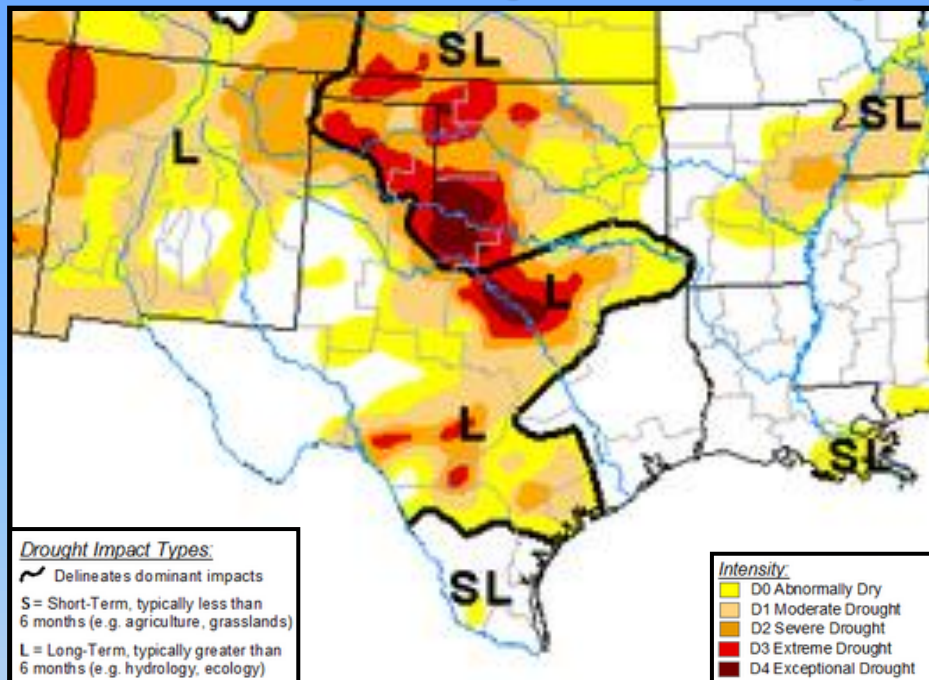 SL
L
SL
L
L
SL
SL
Drought Impact Types:
Delineates dominant impacts
S = Short-Term, typically less than
6 months (e.g. agriculture, grasslands)
L = Long-Term, typically greater than
6 months (e.g. hydrology, ecology)
Intensity:
D0 Abnormally Dry
D1 Moderate Drought
D2 Severe Drought
D3 Extreme Drought
D4 Exceptional Drought